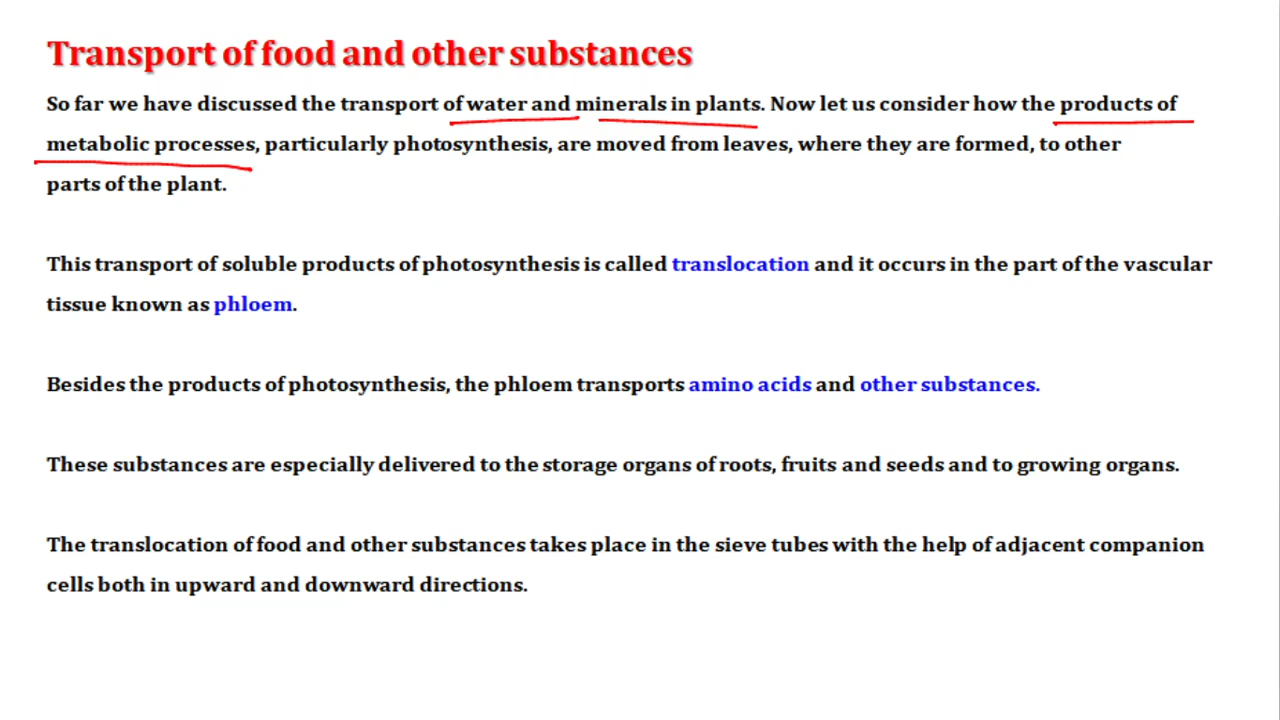 Transport of food and other substances
So far we have discussed the transport of water and minerals in plants. Now let us consider how the products of
metabolic processes, particularly photosynthesis, are moved from leaves, where they are formed, to other
parts of the plant.
This transport of soluble products of photosynthesis is called translocation and it occurs in the part of the vascular
tissue known as phloem.
Besides the products of photosynthesis, the phloem transports amino acids and other substances.
These substances are especially delivered to the storage organs of roots, fruits and seeds and to growing organs.
The translocation of food and other substances takes place in the sieve tubes with the help of adjacent companion
cells both in upward and downward directions.